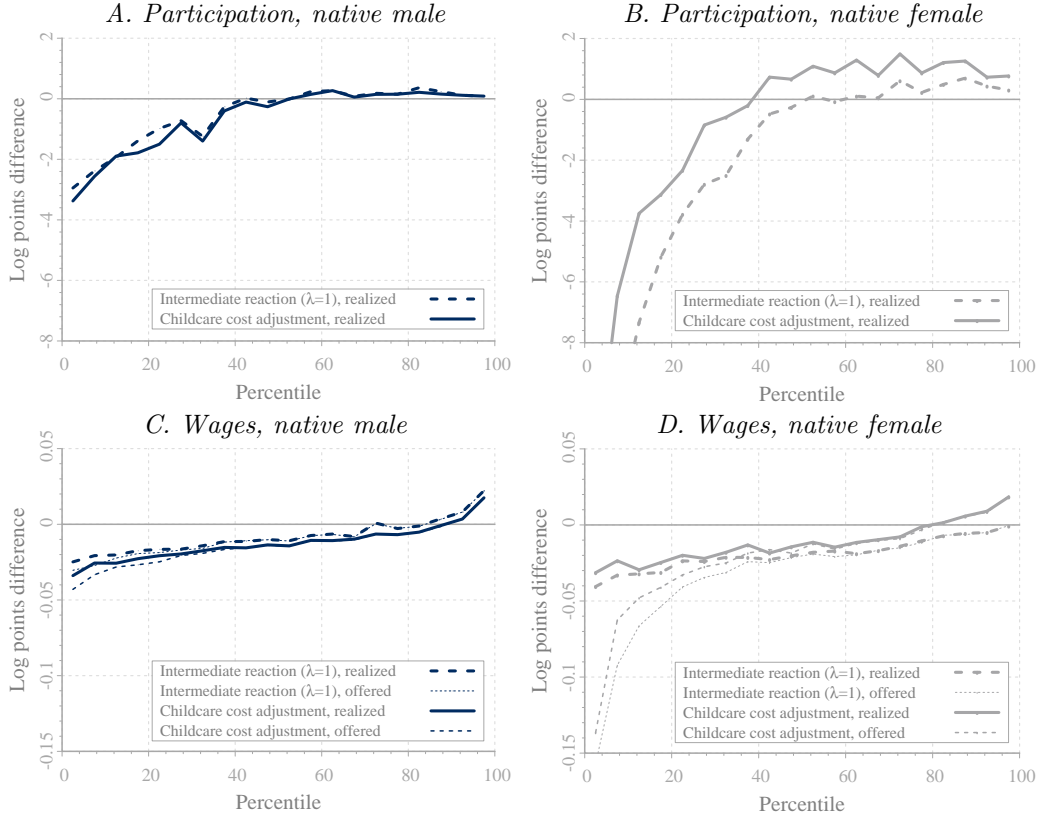 A. Participation, native male
2
0
-2
-4
-6
-8
Log points difference
Intermediate reaction (λ=1), realized
Childcare cost adjustment, realized
0 20 40 60 80 100
Percentile
B. Participation, native female
2
0
-2
-4
-6
-8
Log points difference
Intermediate reaction (λ=1), realized
Childcare cost adjustment, realized
0 20 40 60 80 100
Percentile
C. Wages, native male
0.05
0
-0.05
-0.1
-0.15
Log points difference
Intermediate reaction (λ=1), realized
Intermediate reaction (λ=1), offered
Childcare cost adjustment, realized
Childcare cost adjustment, offered
0 20 40 60 80 100
Percentile
D. Wages, native female
0.05
0
-0.05
-0.1
-0.15
Log points difference
Intermediate reaction (λ=1), realized
Intermediate reaction (λ=1), offered
Childcare cost adjustment, realized
Childcare cost adjustment, offered
0 20 40 60 80 100
Percentile